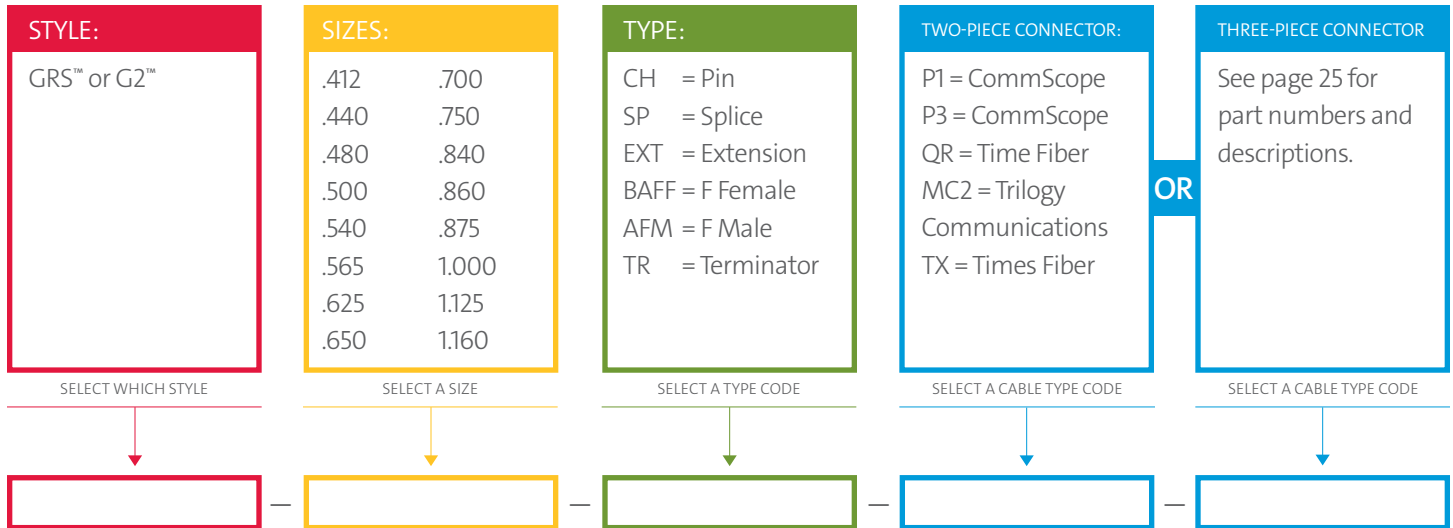 STYLE:
GRS™ or G2™
SELECT WHICH STYLE
SIZES:
.412 .700
.440 .750
.480 .840
.500 .860
.540 .875
.565 1.000
.625 1.125
.650 1.160
SELECT A SIZE
TYPE:
CH = Pin
SP = Splice
EXT = Extension
BAFF = F Female
AFM = F Male
TR = Terminator
SELECT A TYPE CODE
TWO-PIECE CONNECTOR:
P1 = CommScope
P3 = CommScope
QR = Time Fiber
MC2 = Trilogy
Communications
TX = Times Fiber
SELECT A CABLE TYPE CODE
OR
THREE-PIECE CONNECTOR
See page 25 for
part numbers and
descriptions.
SELECT A CABLE TYPE CODE
— — — —